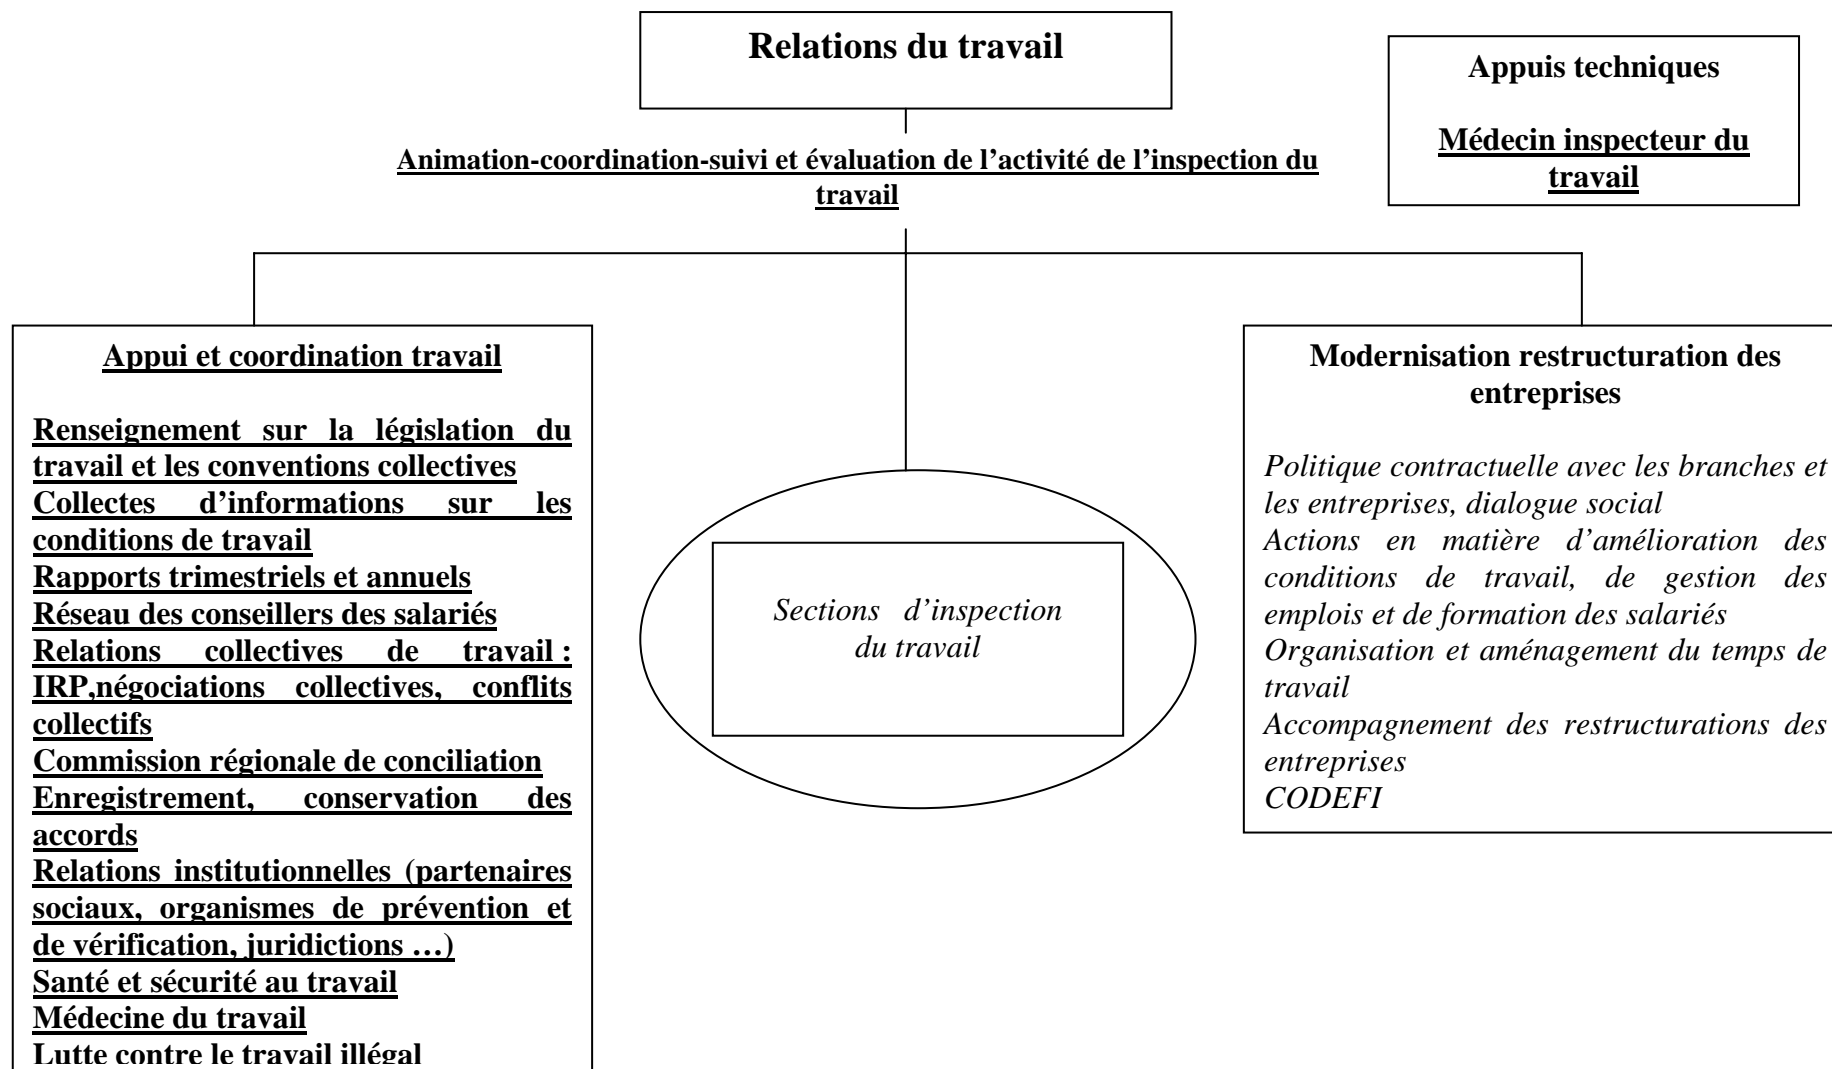 Relations du travail
Appuis techniques
Médecin inspecteur du
travail
Animation-coordination-suivi et évaluation de l’activité de l’inspection du
travail
Appui et coordination travail
Renseignement sur la législation du
travail et les conventions collectives
Collectes d’informations sur les
conditions de travail
Rapports trimestriels et annuels
Réseau des conseillers des salariés
Relations collectives de travail :
IRP,négociations collectives, conflits
collectifs
Commission régionale de conciliation
Enregistrement, conservation des
accords
Relations institutionnelles (partenaires
sociaux, organismes de prévention et
de vérification, juridictions …)
Santé et sécurité au travail
Médecine du travail
Lutte contre le travail illégal
Sections d’inspection
du travail
Modernisation restructuration des
entreprises
Politique contractuelle avec les branches et
les entreprises, dialogue social
Actions en matière d’amélioration des
conditions de travail, de gestion des
emplois et de formation des salariés
Organisation et aménagement du temps de
travail
Accompagnement des restructurations des
entreprises
CODEFI